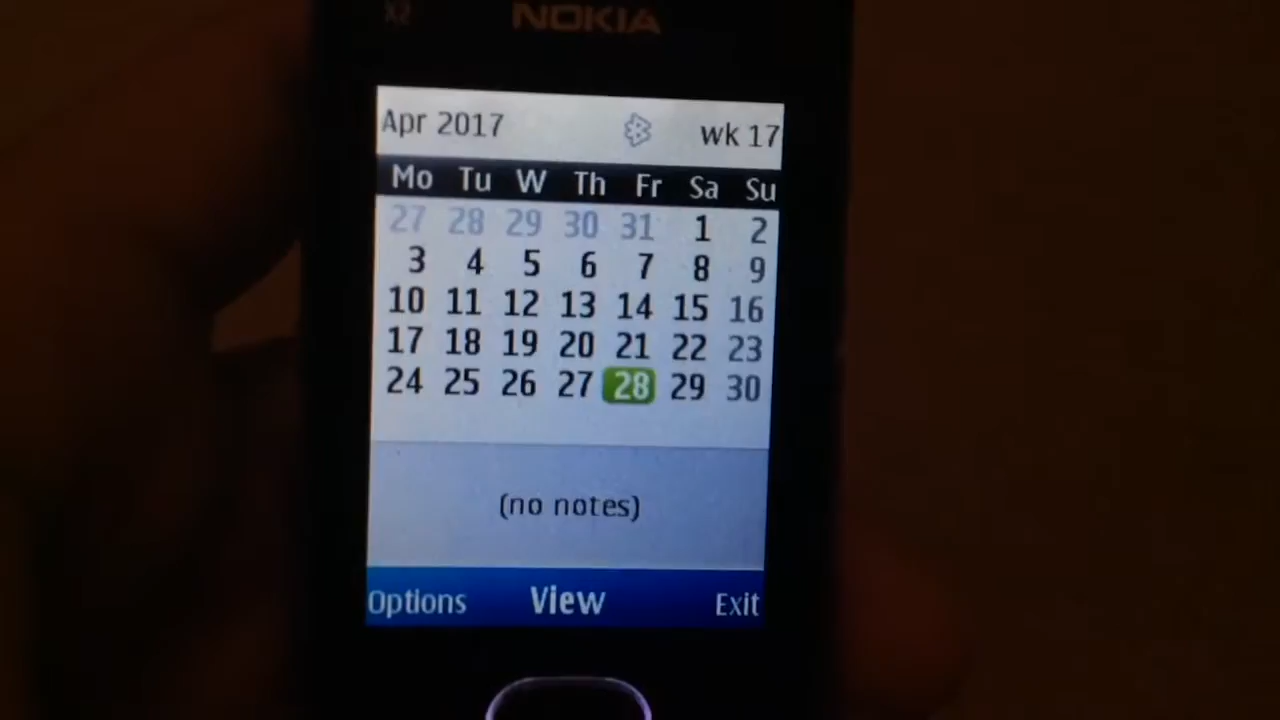 X2 NOKIA
Apr 2017 wk 17
Mo Tu W Th Fr Sa Su
27 28 29 30 31 1 2
3 4 5 6 7 8 9
10 11 12 13 14 15 16
17 18 19 20 21 22 23
24 25 26 27 28 29 30
(no notes)
Options View Exit